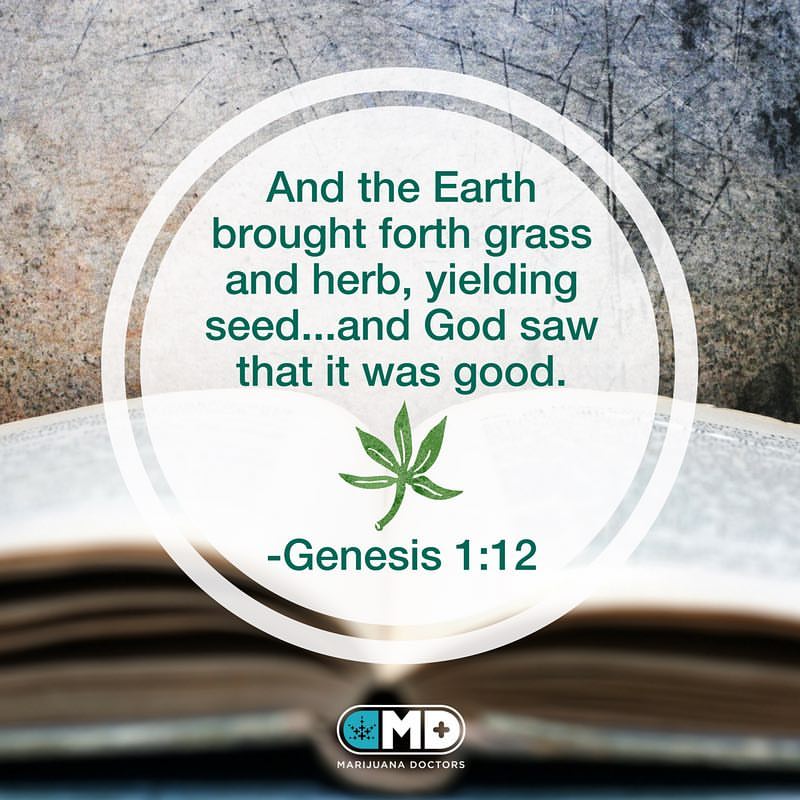 And the Earth
brought forth grass
and herb, yielding
seed...and God saw
that it was good.
-Genesis 1:12
MD
MARIJUANA DOCTORS